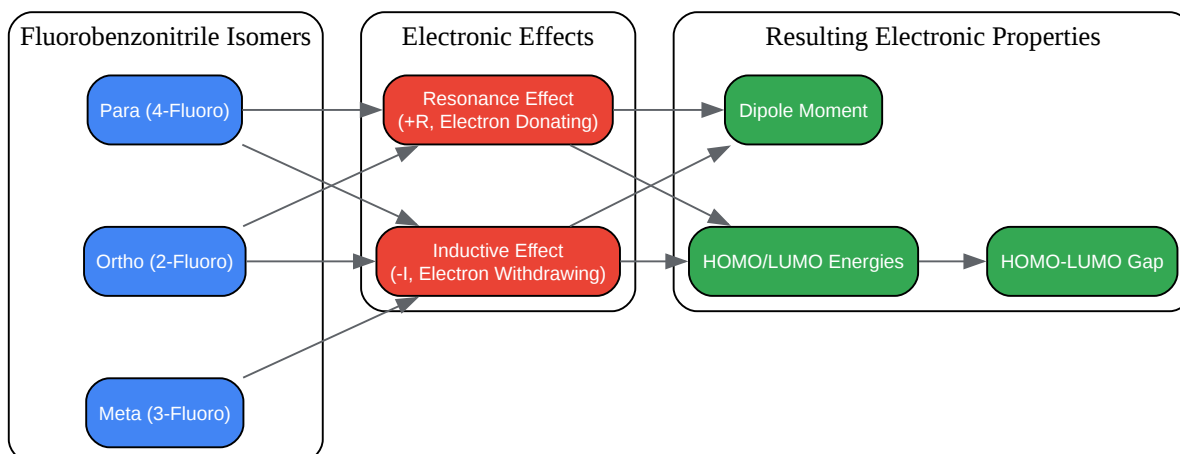 Fluorobenzonitrile Isomers
Para (4-Fluoro)
Ortho (2-Fluoro)
Meta (3-Fluoro)
Electronic Effects
Resonance Effect
(+R, Electron Donating)
Inductive Effect
(-I, Electron Withdrawing)
Resulting Electronic Properties
Dipole Moment
HOMO/LUMO Energies
HOMO-LUMO Gap